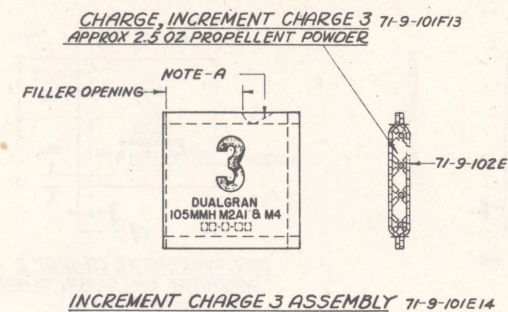 CHARGE, INCREMENT CHARGE 3 71-9-101F13
APPROX 2.5 OZ PROPELLENT POWDER
NOTE-A
FILLER OPENING
3
71-9-102E
DUALGRAN
105MMH M2A1 & M4
INCREMENT CHARGE 3 ASSEMBLY 71-9-101E14